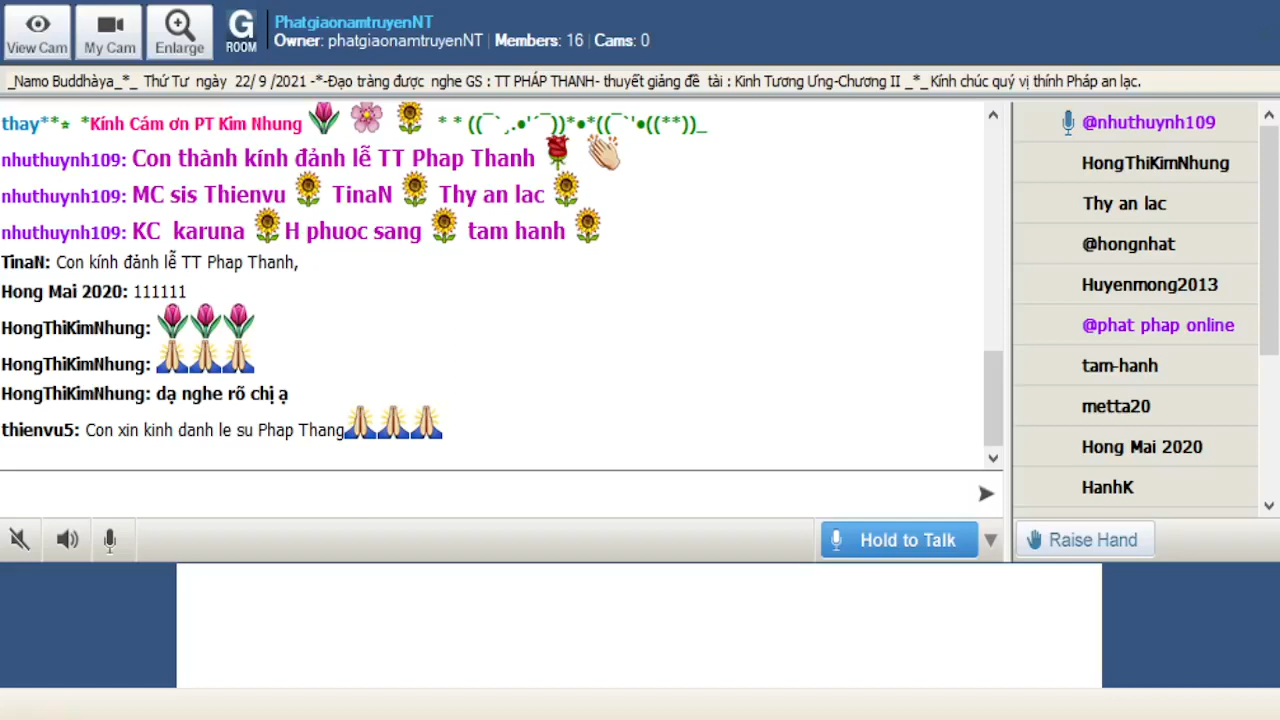 View Cam
My Cam
Enlarge
G
ROOM
PhatgiaonamtruyenNT
Owner: phatgiaonamtruyenNT | Members: 16 | Cams: 0
_Namo Buddhàya_*_ Thứ Tư ngày 22/ 9 /2021 -*-Đạo tràng được nghe GS : TT PHÁP THANH- thuyết giảng đề tài : Kinh Tương Ưng-Chương II _*_Kính chúc quý vị thính Pháp an lạc.
thay**⭑ *Kính Cám ơn PT Kim Nhung 🌷 🌸 🌻 * * ((¯`¸.•'´¯))*•*((¯`'•((**))_
nhuthuynh109: Con thành kính đảnh lễ TT Phap Thanh 🌹 👏
nhuthuynh109: MC sis Thienvu 🌻 TinaN 🌻 Thy an lac 🌻
nhuthuynh109: KC karuna 🌻H phuoc sang 🌻 tam hanh 🌻
TinaN: Con kính đảnh lễ TT Phap Thanh,
Hong Mai 2020: 111111
HongThiKimNhung: 🌷🌷🌷
HongThiKimNhung: 🙏🙏🙏
HongThiKimNhung: dạ nghe rõ chị ạ
thienvu5: Con xin kinh danh le su Phap Thang🙏🙏🙏
@nhuthuynh109
HongThiKimNhung
Thy an lac
@hongnhat
Huyenmong2013
@phat phap online
tam-hanh
metta20
Hong Mai 2020
HanhK
Hold to Talk
Raise Hand